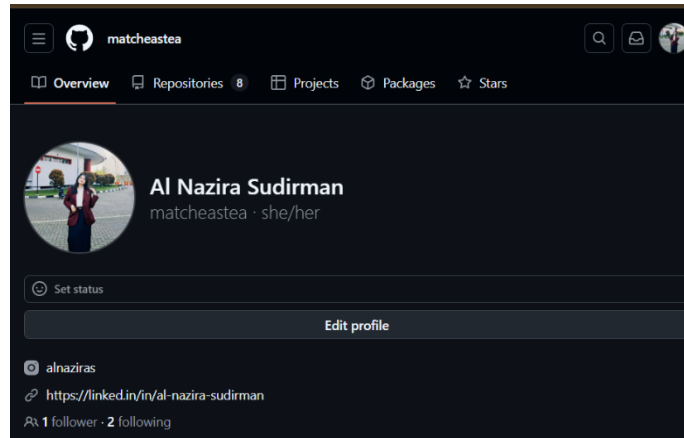 matcheastea
Overview Repositories 8 Projects Packages Stars
Al Nazira Sudirman
matcheastea · she/her
Set status
Edit profile
alnaziras
https://linked.in/in/al-nazira-sudirman
1 follower · 2 following